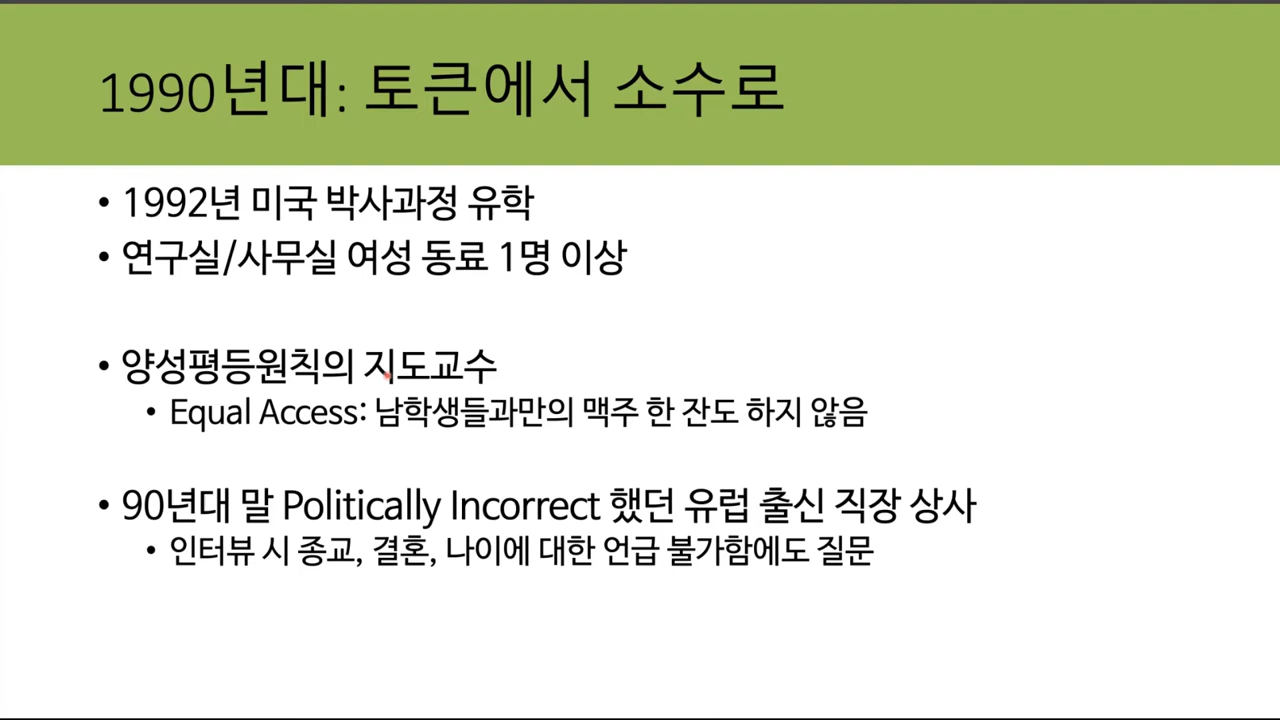 1990년대: 토큰에서 소수로
• 1992년 미국 박사과정 유학
• 연구실/사무실 여성 동료 1명 이상
• 양성평등원칙의 지도교수
• Equal Access: 남학생들과만의 맥주 한 잔도 하지 않음
• 90년대 말 Politically Incorrect 했던 유럽 출신 직장 상사
• 인터뷰 시 종교, 결혼, 나이에 대한 언급 불가함에도 질문